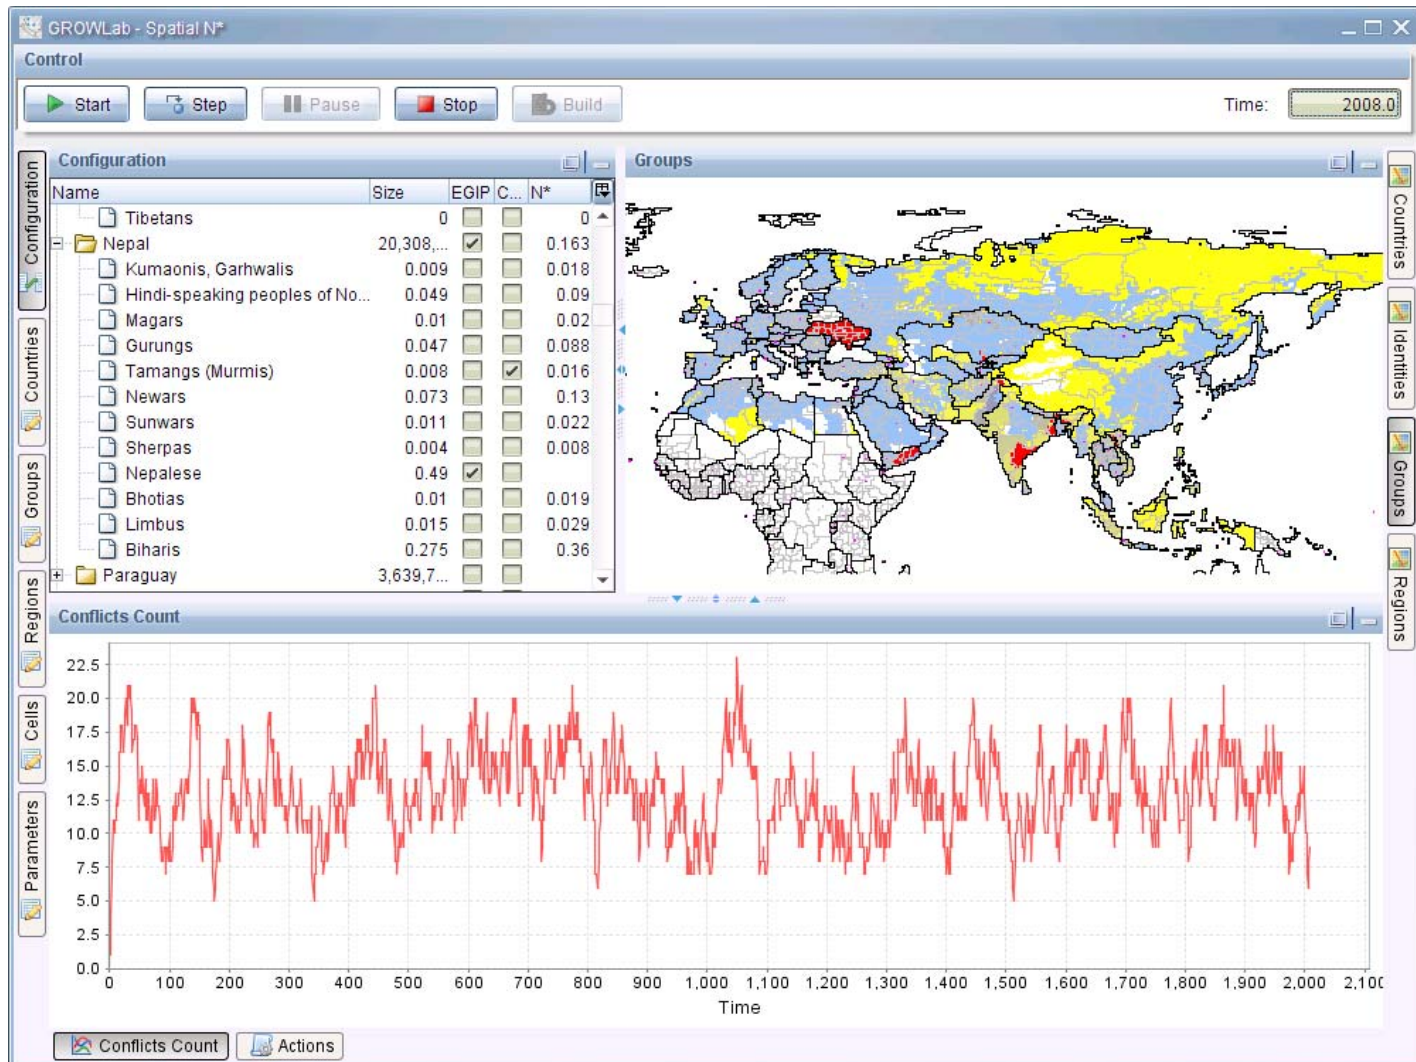 GROWLab - Spatial N*
Control
Start Step Pause Stop Build Time: 2008.0
Configuration
Name Size EGIP C... N*
Tibetans 0 0
Nepal 20,308,... 0.163
Kumaonis, Garhwalis 0.009 0.018
Hindi-speaking peoples of No... 0.049 0.09
Magars 0.01 0.02
Gurungs 0.047 0.088
Tamangs (Murmis) 0.008 0.016
Newars 0.073 0.13
Sunwars 0.011 0.022
Sherpas 0.004 0.008
Nepalese 0.49
Bhotias 0.01 0.019
Limbus 0.015 0.029
Biharis 0.275 0.36
Paraguay 3,639,7...
Groups
Configuration
Countries
Groups
Regions
Cells
Parameters
Countries
Identities
Groups
Regions
Conflicts Count
22.5
20.0
17.5
15.0
12.5
10.0
7.5
5.0
2.5
0.0
0 100 200 300 400 500 600 700 800 900 1,000 1,100 1,200 1,300 1,400 1,500 1,600 1,700 1,800 1,900 2,000 2,100
Time
Conflicts Count Actions